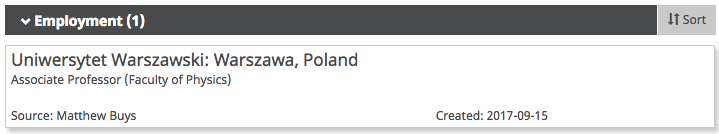 Employment (1)
Sort
Uniwersytet Warszawski: Warszawa, Poland
Associate Professor (Faculty of Physics)
Source: Matthew Buys
Created: 2017-09-15